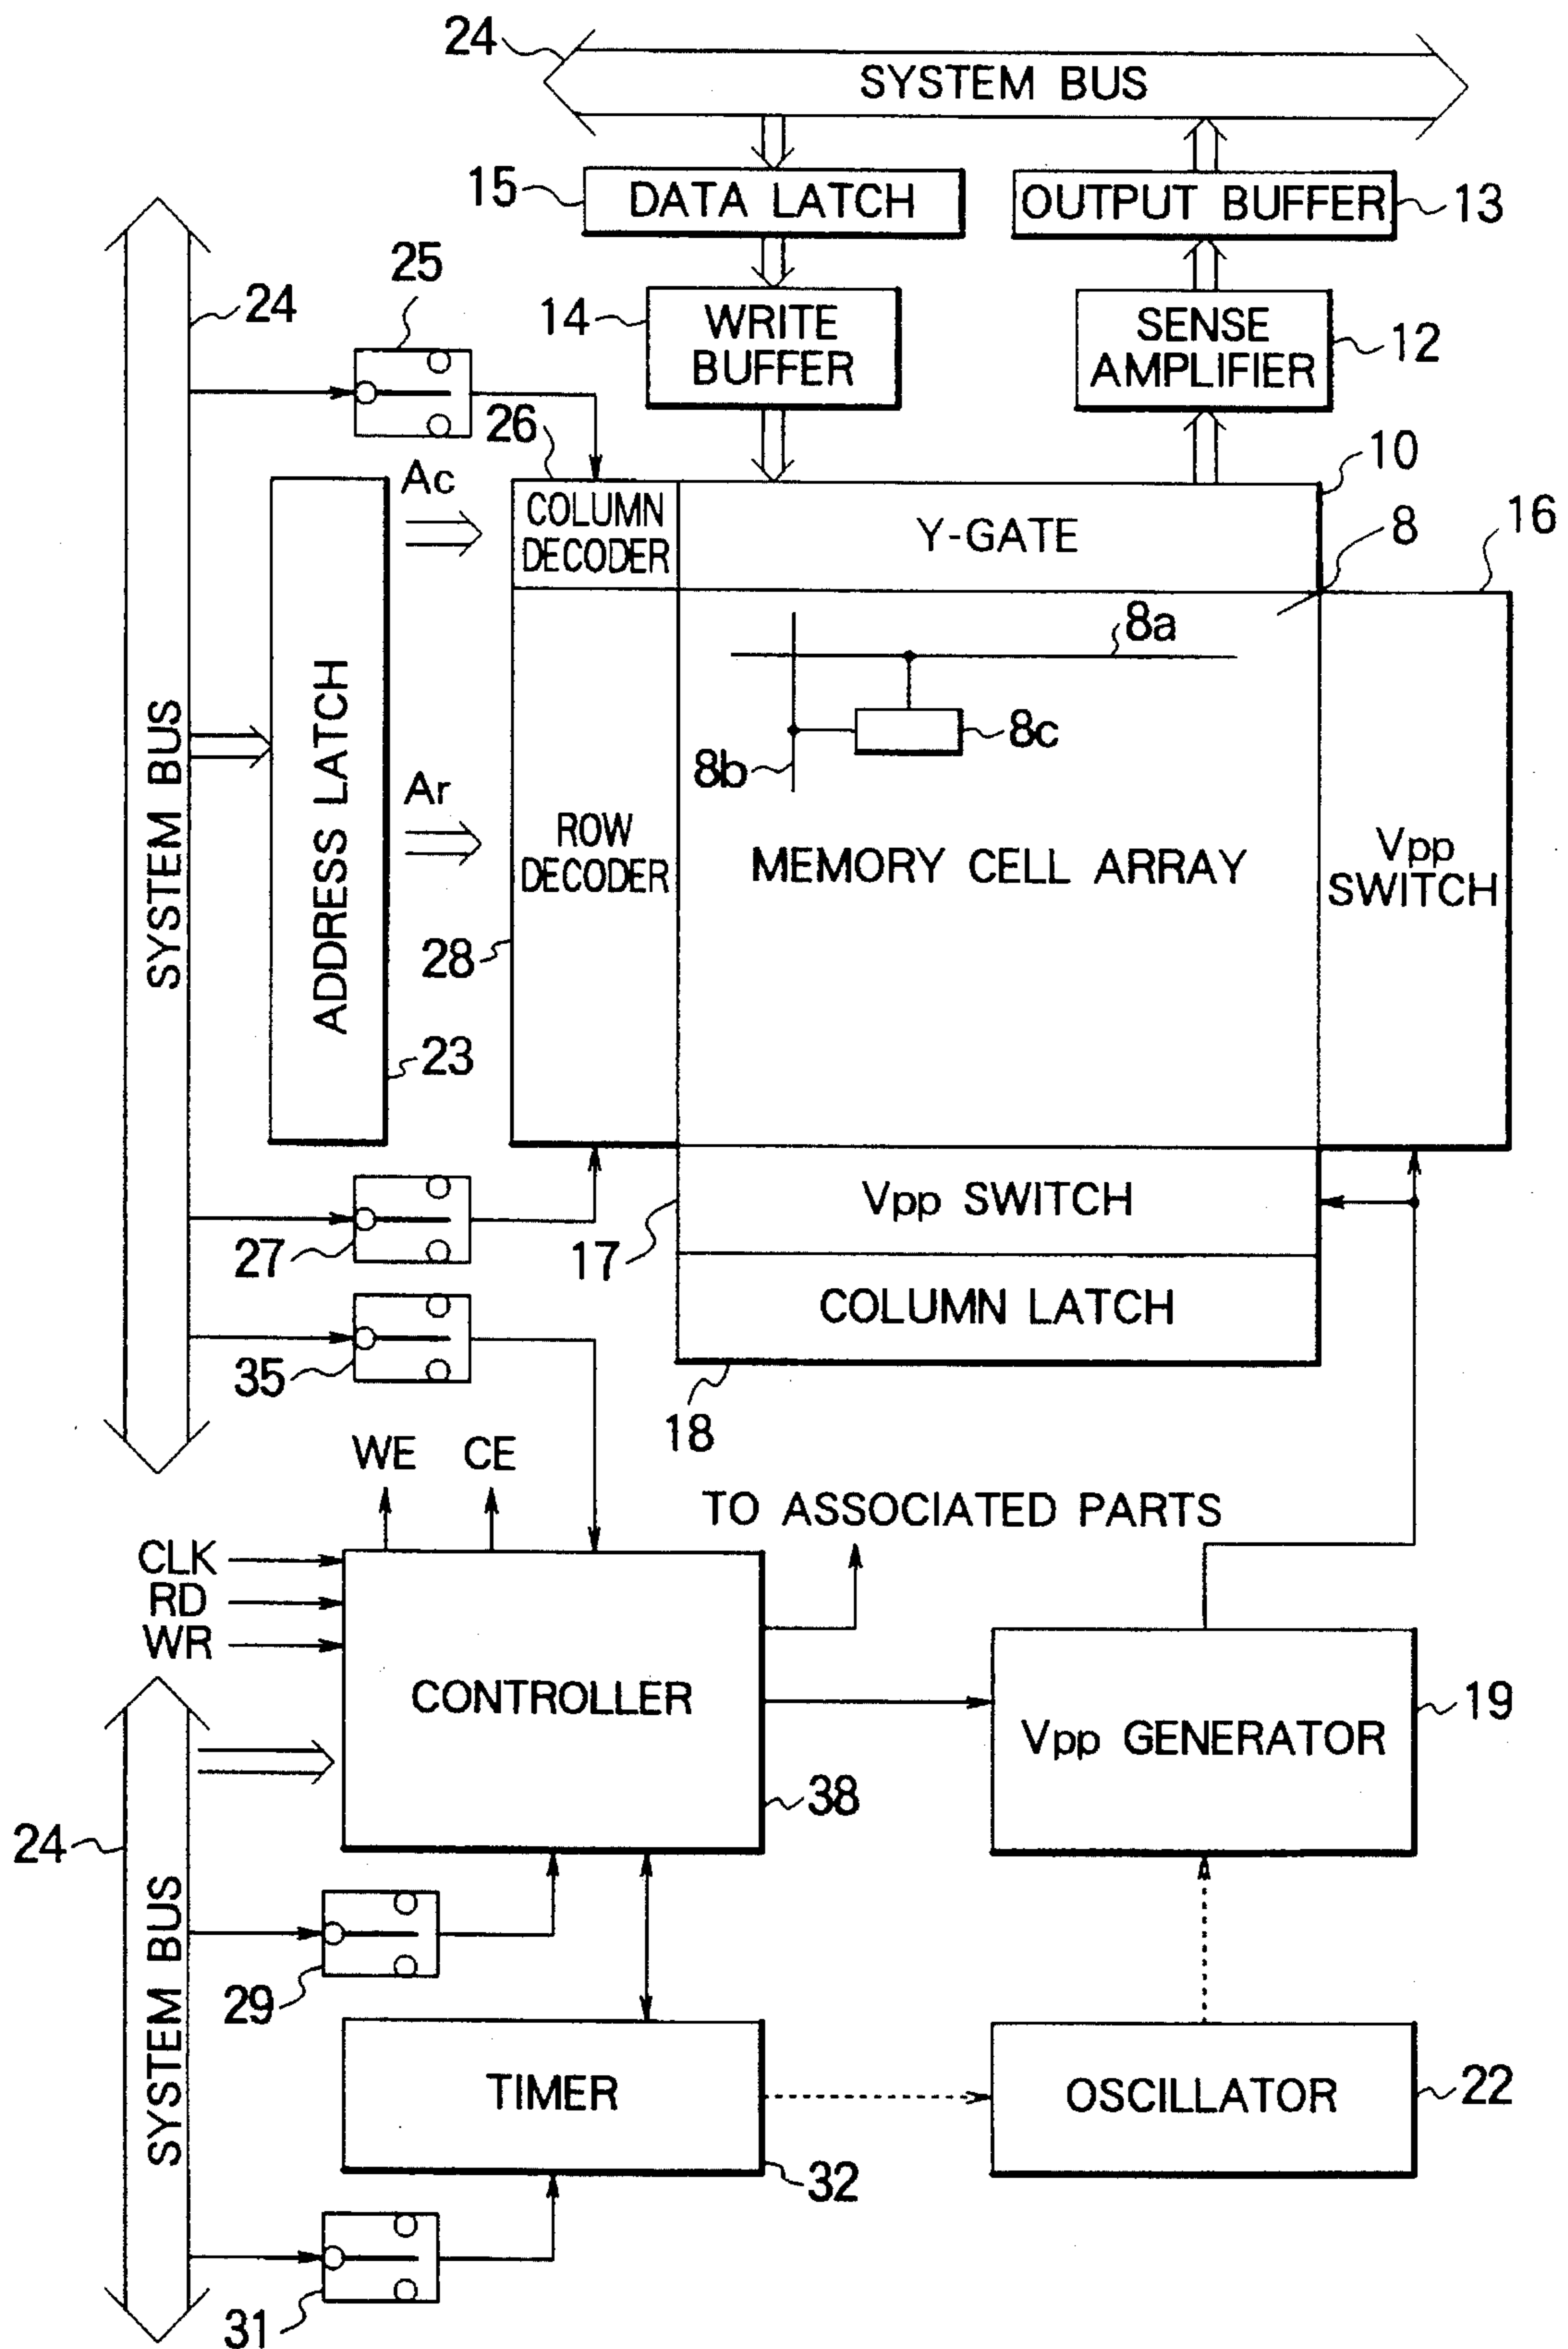 24
SYSTEM BUS
15
DATA LATCH
OUTPUT BUFFER
13
25
24
14
WRITE
BUFFER
SENSE
AMPLIFIER
12
26
10
Ac
COLUMN
DECODER
Y-GATE
8
16
8a
SYSTEM BUS
ADDRESS LATCH
8c
8b
Ar
ROW
DECODER
MEMORY CELL ARRAY
Vpp
SWITCH
28
23
Vpp SWITCH
27
17
COLUMN LATCH
35
18
WE
CE
TO ASSOCIATED PARTS
CLK
RD
WR
CONTROLLER
19
Vpp GENERATOR
38
24
SYSTEM BUS
29
TIMER
OSCILLATOR
22
32
31